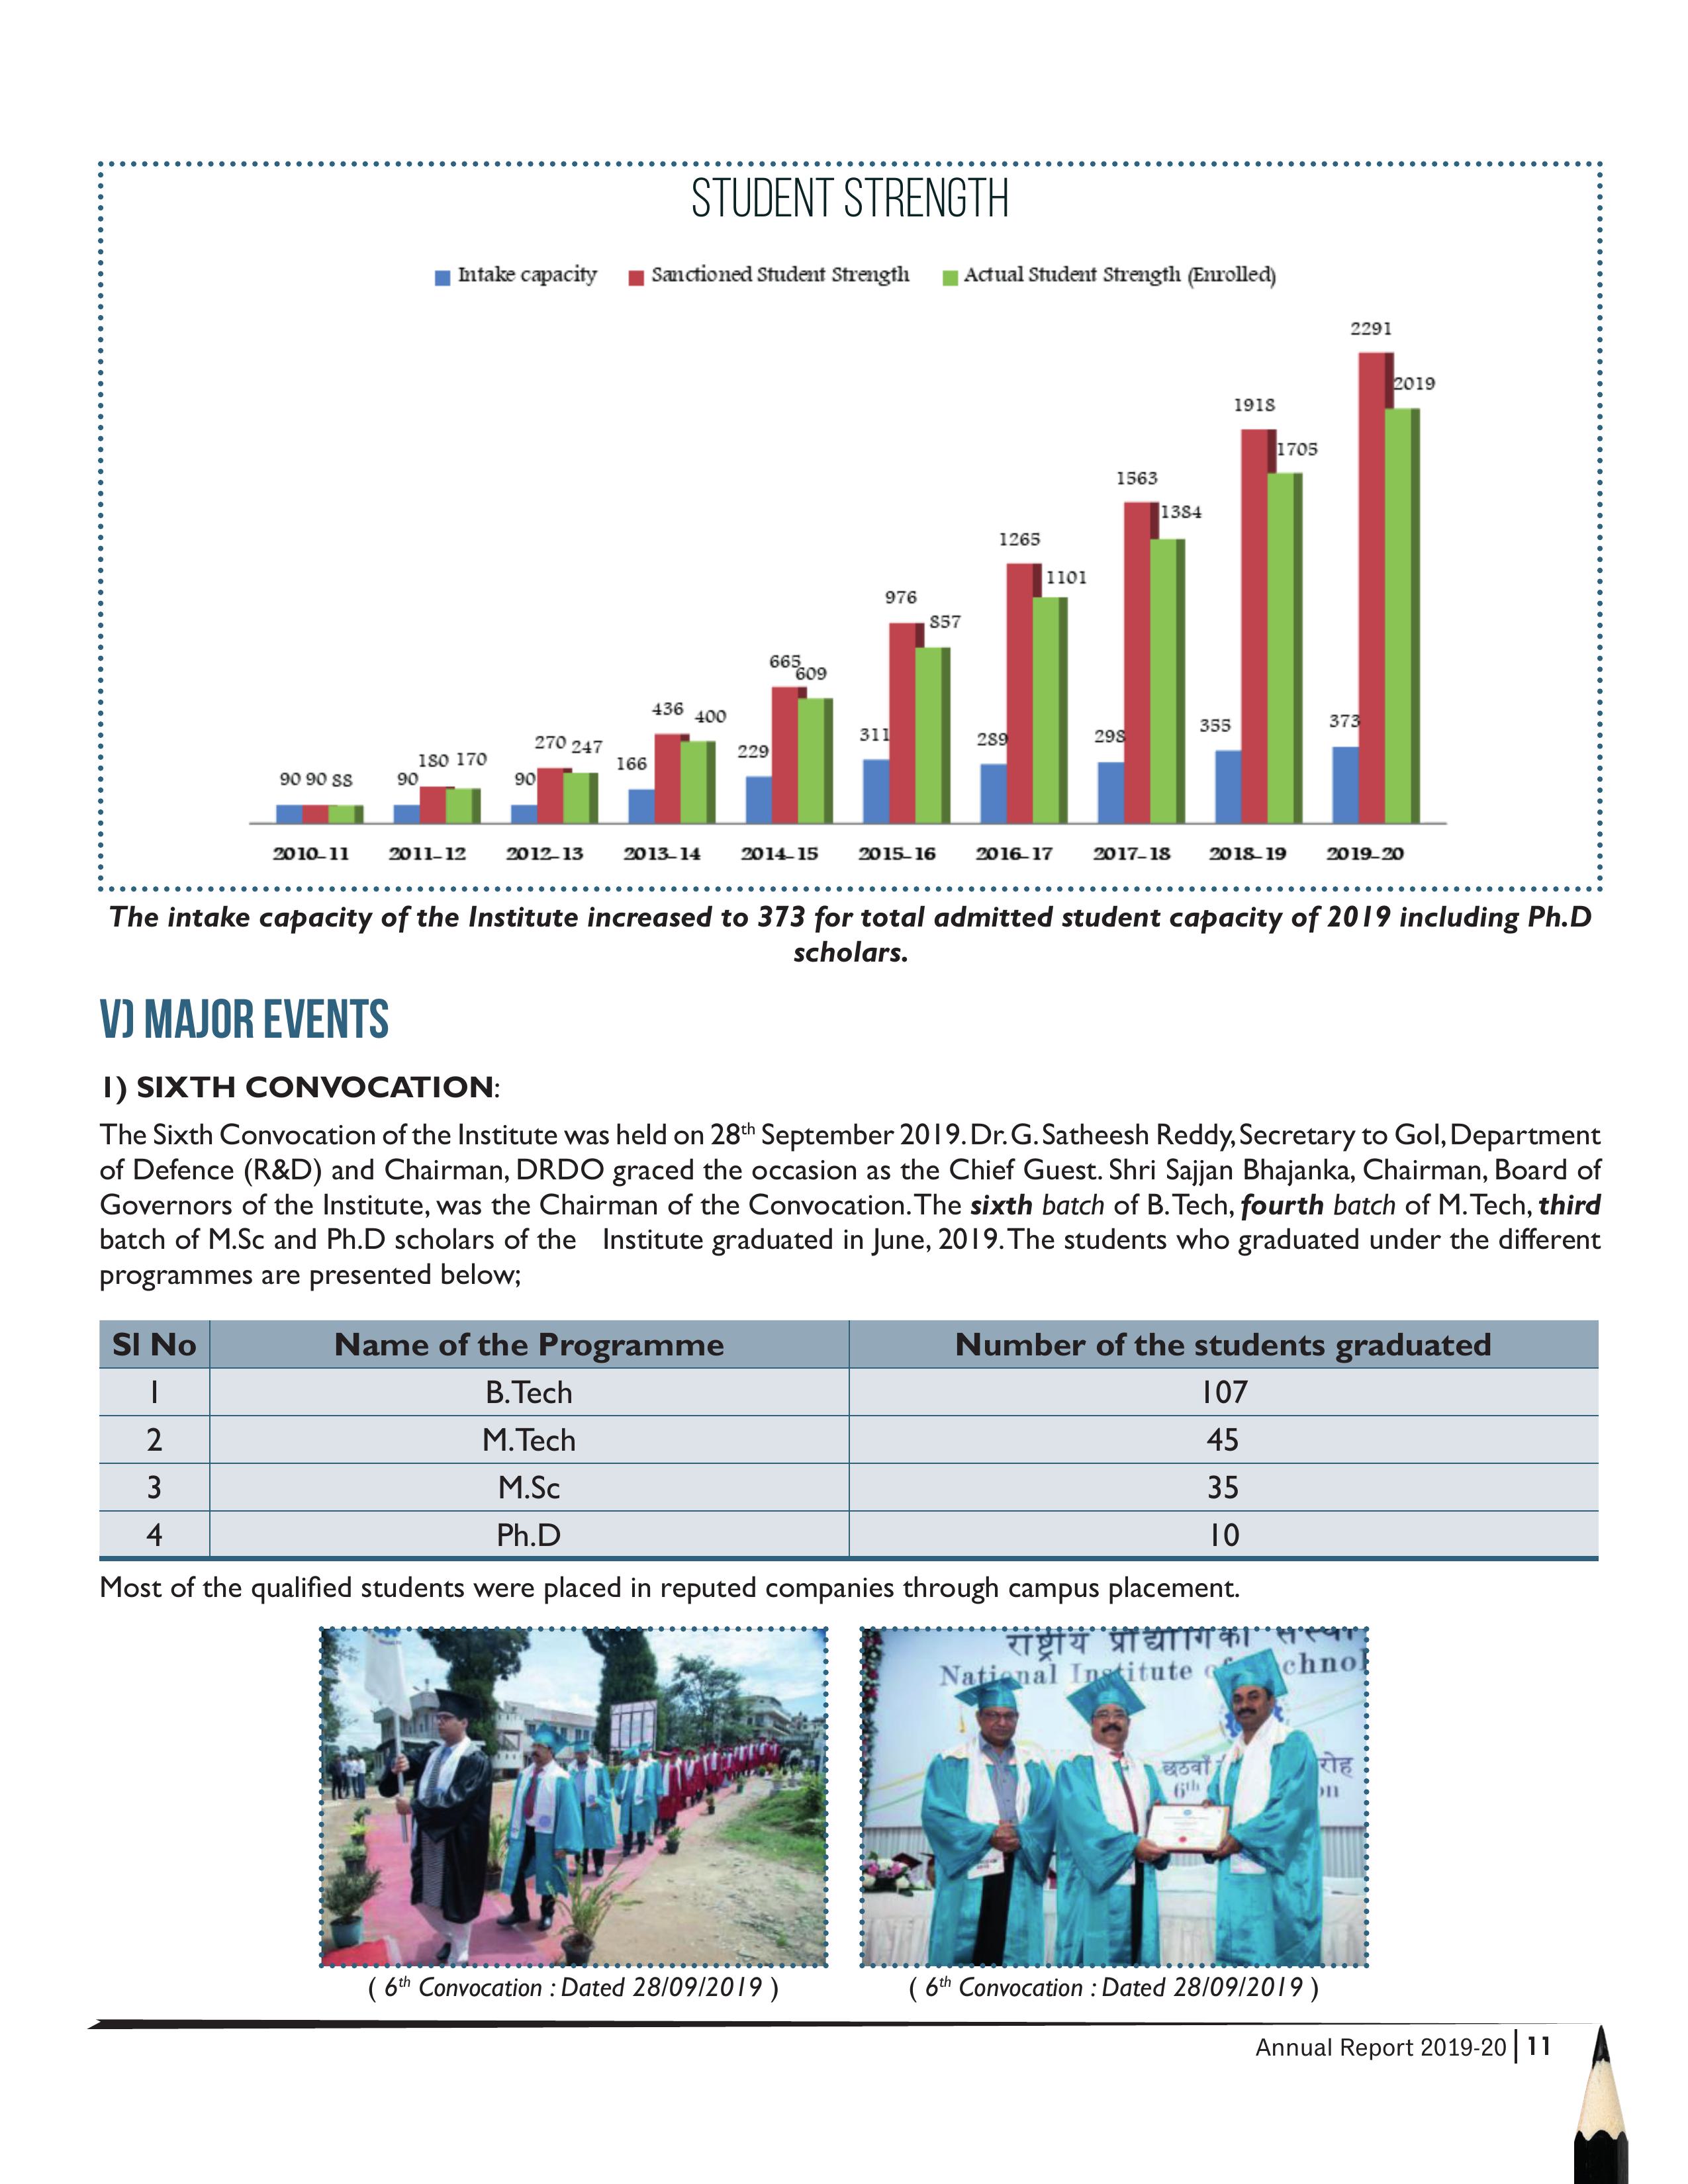 STUDENT STRENGTH
Intake capacity Sanctioned Student Strength Actual Student Strength (Enrolled)
90 90 88
90 180 170
90 270 247
166 436 400
229 665 609
311 976 857
289 1265 1101
298 1563 1384
355 1918 1705
373 2291 2019
2010-11 2011-12 2012-13 2013-14 2014-15 2015-16 2016-17 2017-18 2018-19 2019-20
The intake capacity of the Institute increased to 373 for total admitted student capacity of 2019 including Ph.D
scholars.
V) MAJOR EVENTS
1) SIXTH CONVOCATION:
The Sixth Convocation of the Institute was held on 28th September 2019. Dr. G. Satheesh Reddy, Secretary to GoI, Department
of Defence (R&D) and Chairman, DRDO graced the occasion as the Chief Guest. Shri Sajjan Bhajanka, Chairman, Board of
Governors of the Institute, was the Chairman of the Convocation. The sixth batch of B.Tech, fourth batch of M.Tech, third
batch of M.Sc and Ph.D scholars of the Institute graduated in June, 2019. The students who graduated under the different
programmes are presented below;
Sl No Name of the Programme Number of the students graduated
1 B.Tech 107
2 M.Tech 45
3 M.Sc 35
4 Ph.D 10
Most of the qualified students were placed in reputed companies through campus placement.
राष्ट्रीय प्रौद्योगिकी
National Institute
छठवाँ
6th
( 6th Convocation : Dated 28/09/2019 ) ( 6th Convocation : Dated 28/09/2019 )
Annual Report 2019-20 | 11